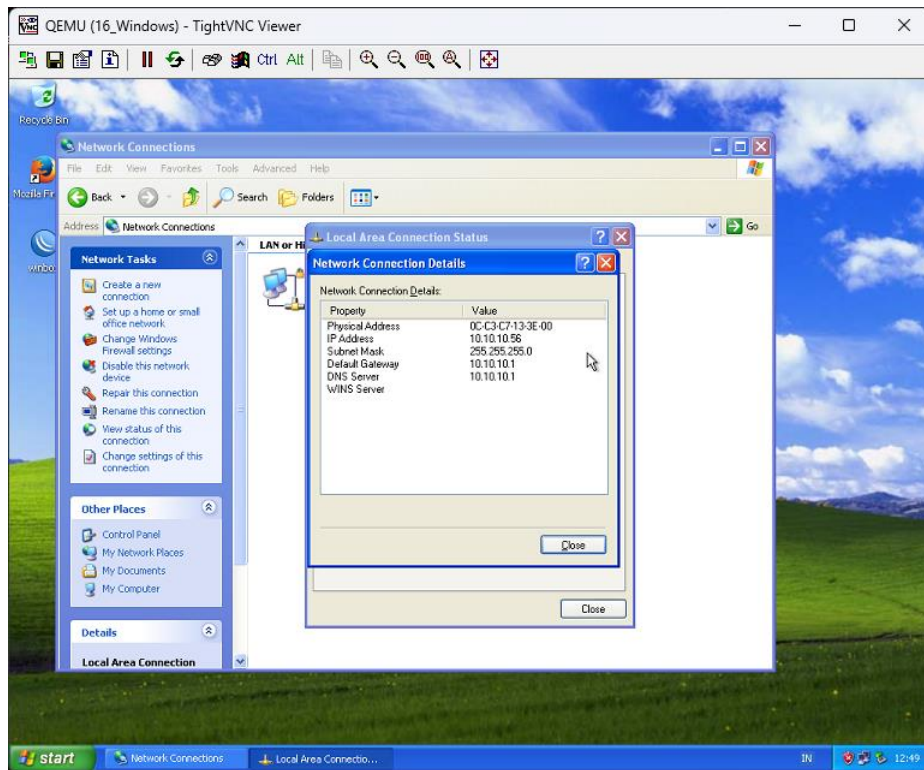 QEMU (16_Windows) - TightVNC Viewer
Ctrl Alt
Recycle Bin
Network Connections
File Edit View Favorites Tools Advanced Help
Mozilla Fir
Back Search Folders
Address Network Connections Go
winbo
LAN or Hi
Local Area Connection Status
Network Tasks
Create a new
connection
Set up a home or small
office network
Change Windows
Firewall settings
Disable this network
device
Repair this connection
Rename this connection
View status of this
connection
Change settings of this
connection
Other Places
Control Panel
My Network Places
My Documents
My Computer
Details
Local Area Connection
Network Connection Details
Network Connection Details:
Property Value
Physical Address 0C-C3-C7-13-3E-00
IP Address 10.10.10.56
Subnet Mask 255.255.255.0
Default Gateway 10.10.10.1
DNS Server 10.10.10.1
WINS Server
Close
Close
start Network Connections Local Area Connectio... IN 12:49